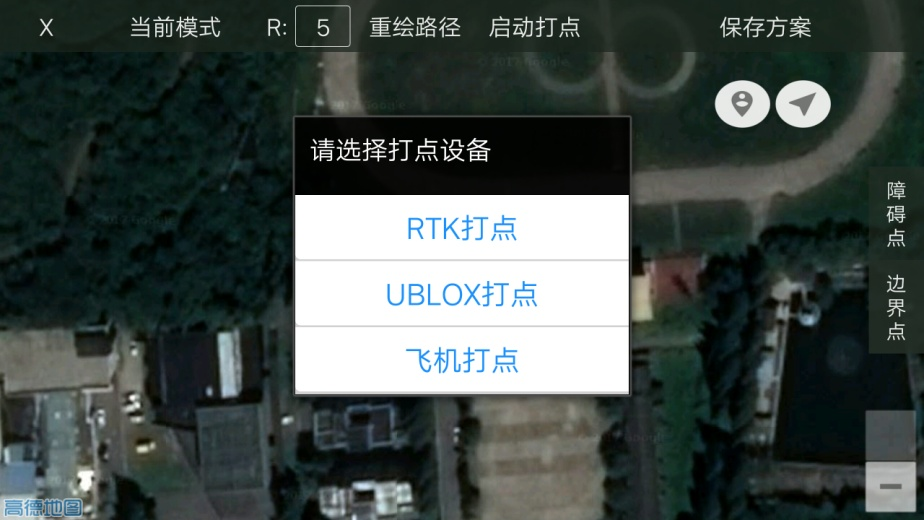 X 当前模式 R: 5 重绘路径 启动打点 保存方案
© 2017 Google
请选择打点设备
RTK打点
UBLOX打点
飞机打点
障碍点
边界点
高德地图